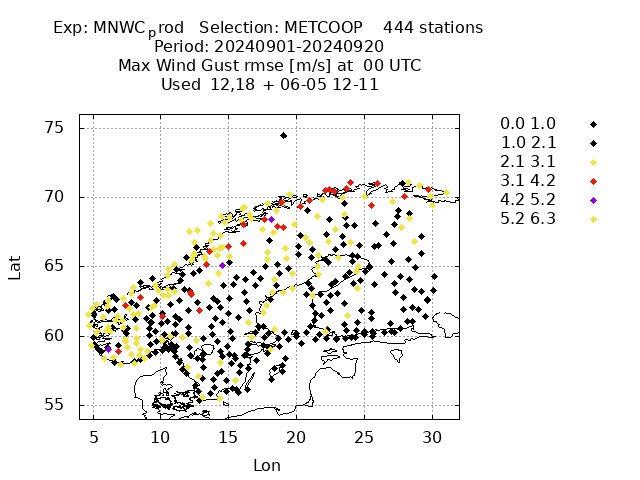 Exp: MNWCprod Selection: METCOOP 444 stations
Period: 20240901-20240920
Max Wind Gust rmse [m/s] at 00 UTC
Used 12,18 + 06-05 12-11
75
70
65
60
55
5 10 15 20 25 30
Lat
Lon
0.0 1.0
1.0 2.1
2.1 3.1
3.1 4.2
4.2 5.2
5.2 6.3